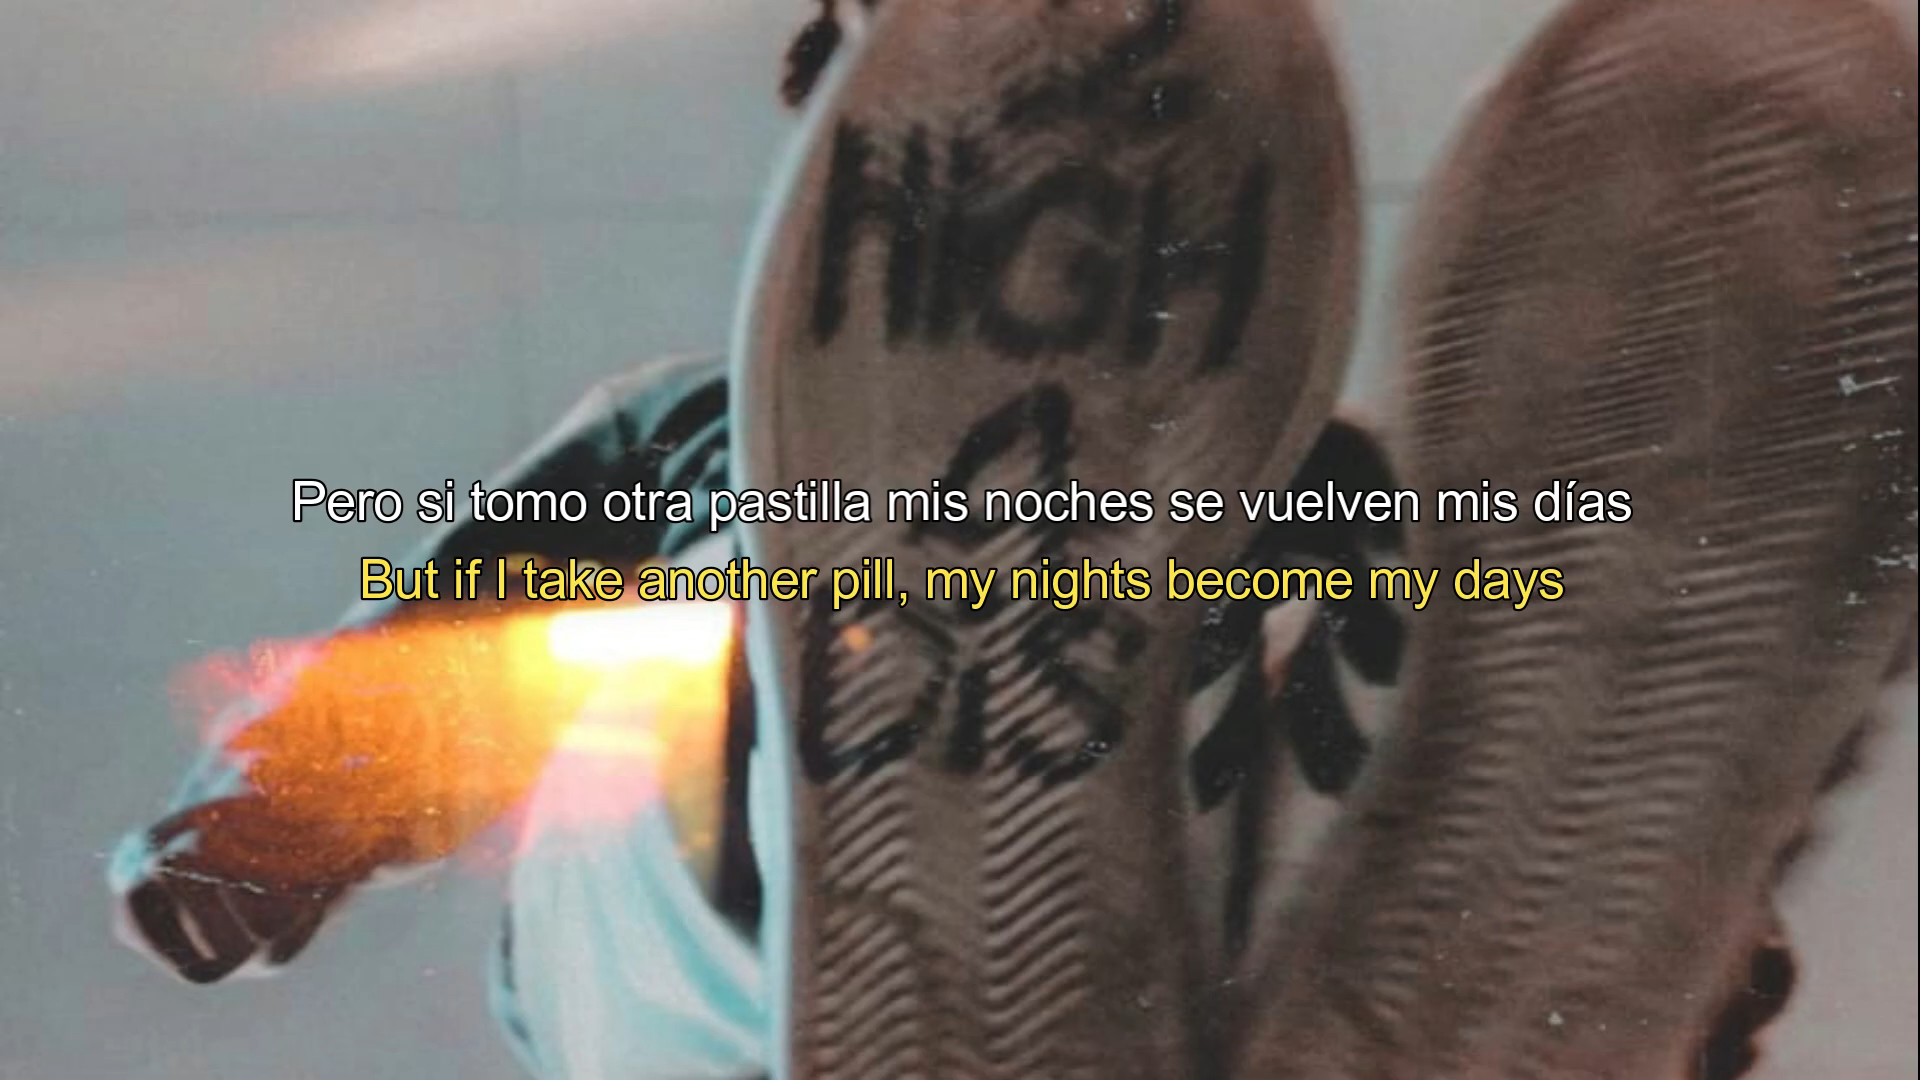 HIGH
Pero si tomo otra pastilla mis noches se vuelven mis días
But if I take another pill, my nights become my days